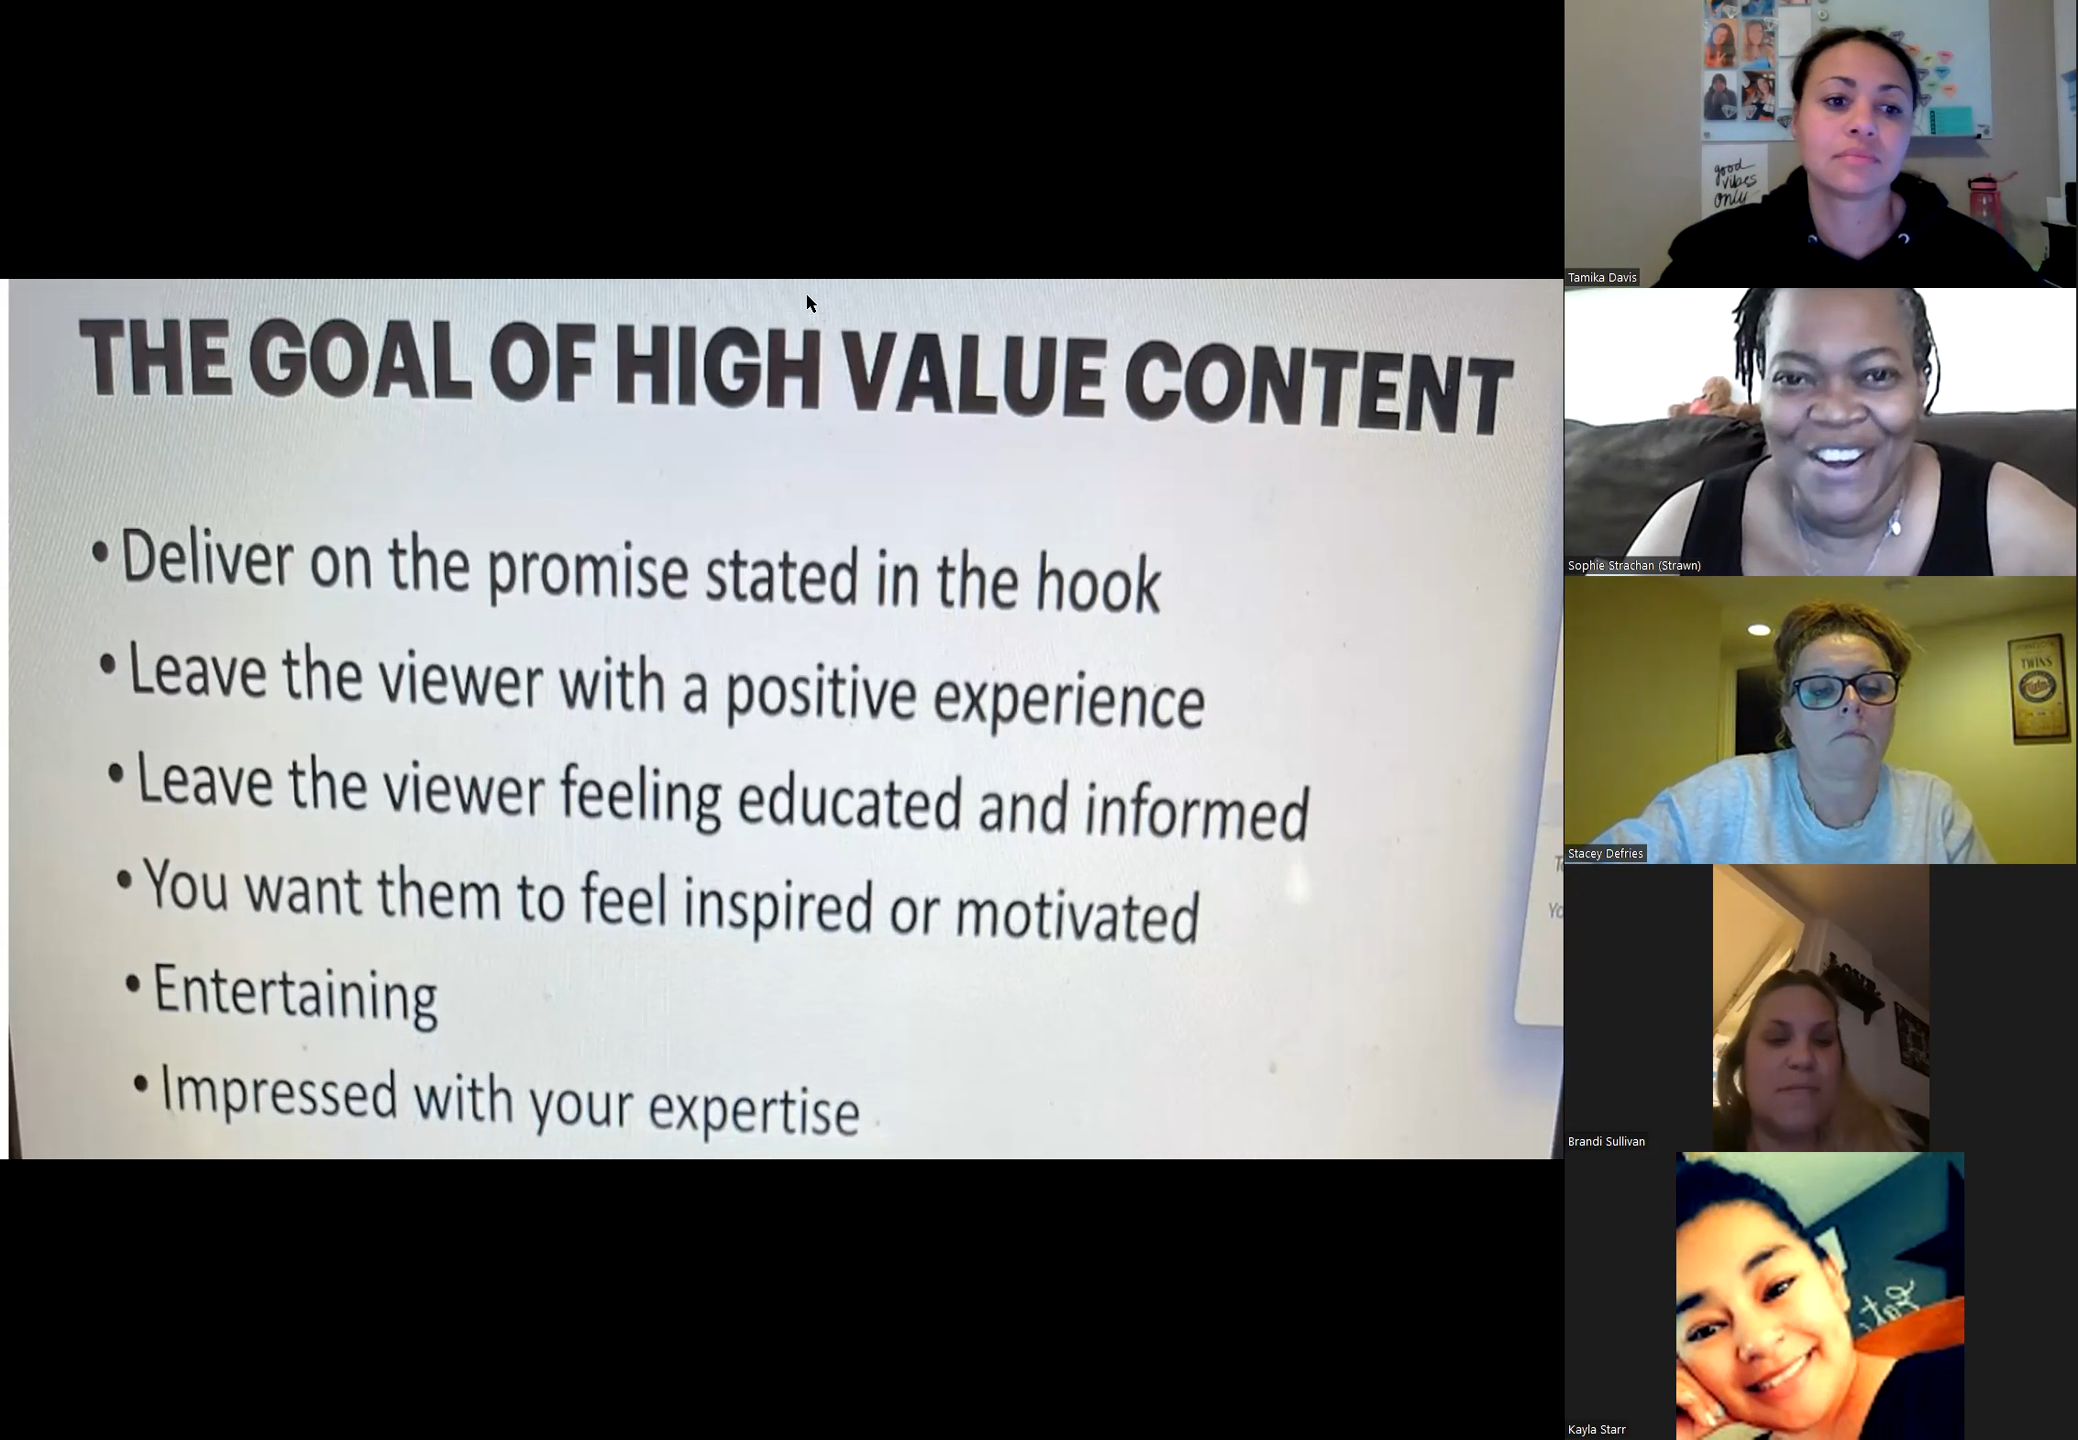 THE GOAL OF HIGH VALUE CONTENT
• Deliver on the promise stated in the hook
• Leave the viewer with a positive experience
• Leave the viewer feeling educated and informed
• You want them to feel inspired or motivated
• Entertaining
• Impressed with your expertise
good
vibes
only
Tamika Davis
Sophie Strachan (Strawn)
TWINS
Stacey Defries
Brandi Sullivan
Kayla Starr